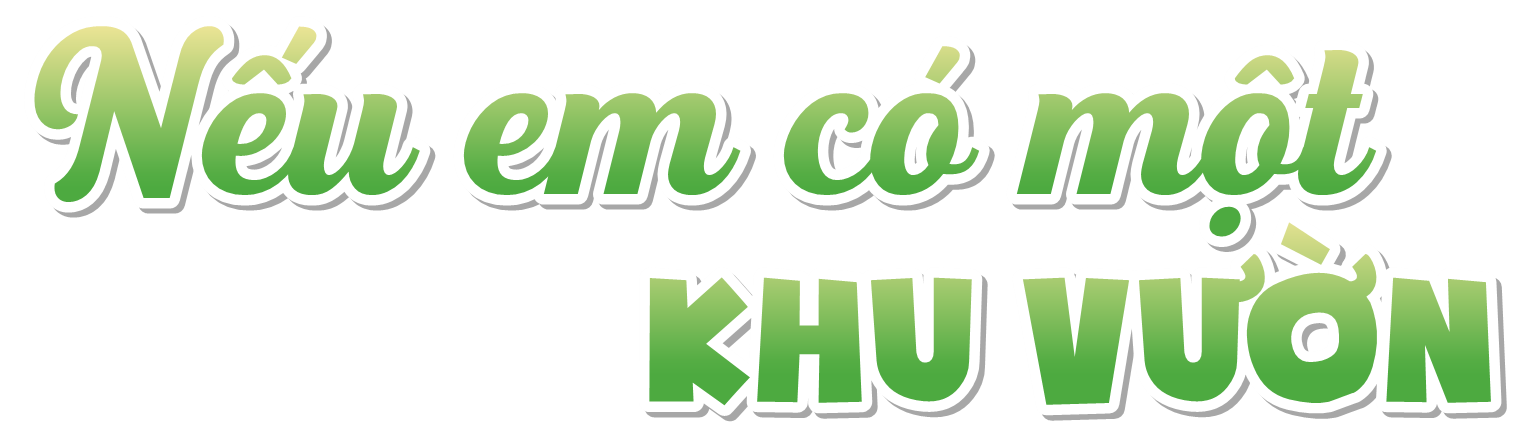 Nếu em có một
KHU VƯỜN